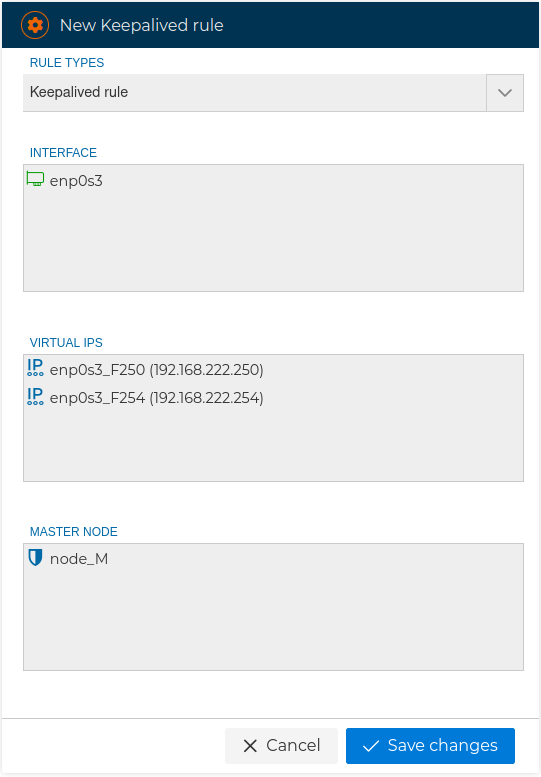 New Keepalived rule
RULE TYPES
Keepalived rule
INTERFACE
enp0s3
VIRTUAL IPS
IP enp0s3_F250 (192.168.222.250)
IP enp0s3_F254 (192.168.222.254)
MASTER NODE
node_M
Cancel Save changes